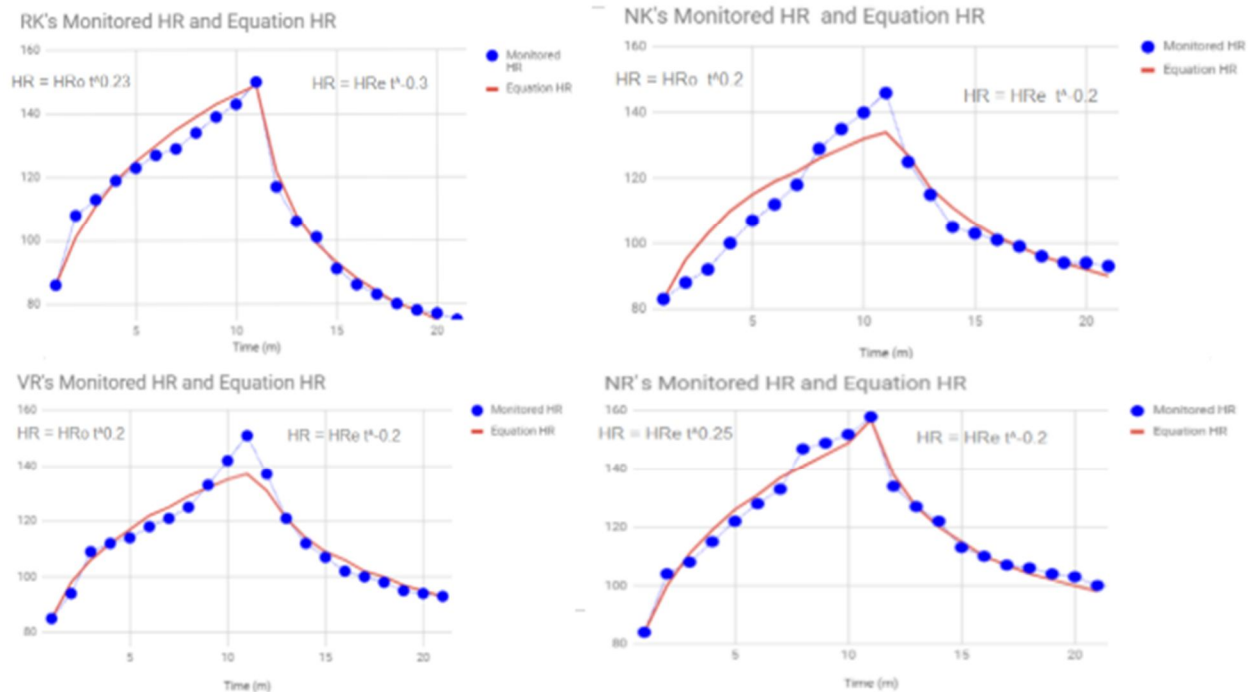 RK's Monitored HR and Equation HR
160
140
120
100
80
5
10
15
20
Time (m)
HR = HRo t^0.23
HR = HRe t^-0.3
Monitored
HR
Equation HR
NK's Monitored HR and Equation HR
160
140
120
100
80
5
10
15
20
Time (m)
HR = HRo t^0.2
HR = HRe t^-0.2
Monitored HR
Equation HR
VR's Monitored HR and Equation HR
160
140
120
100
80
5
10
15
20
Time (m)
HR = HRo t^0.2
HR = HRe t^-0.2
Monitored HR
Equation HR
NR's Monitored HR and Equation HR
160
140
120
100
80
5
10
15
20
Time (m)
HR = HRe t^0.25
HR = HRe t^-0.2
Monitored HR
Equation HR